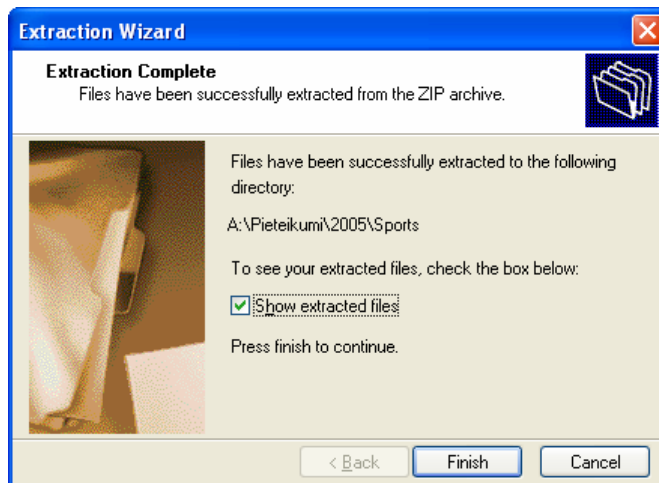 Extraction Wizard
Extraction Complete
Files have been successfully extracted from the ZIP archive.
Files have been successfully extracted to the following
directory:
A:\Pieteikumi\2005\Sports
To see your extracted files, check the box below:
Show extracted files
Press finish to continue.
< Back
Finish
Cancel